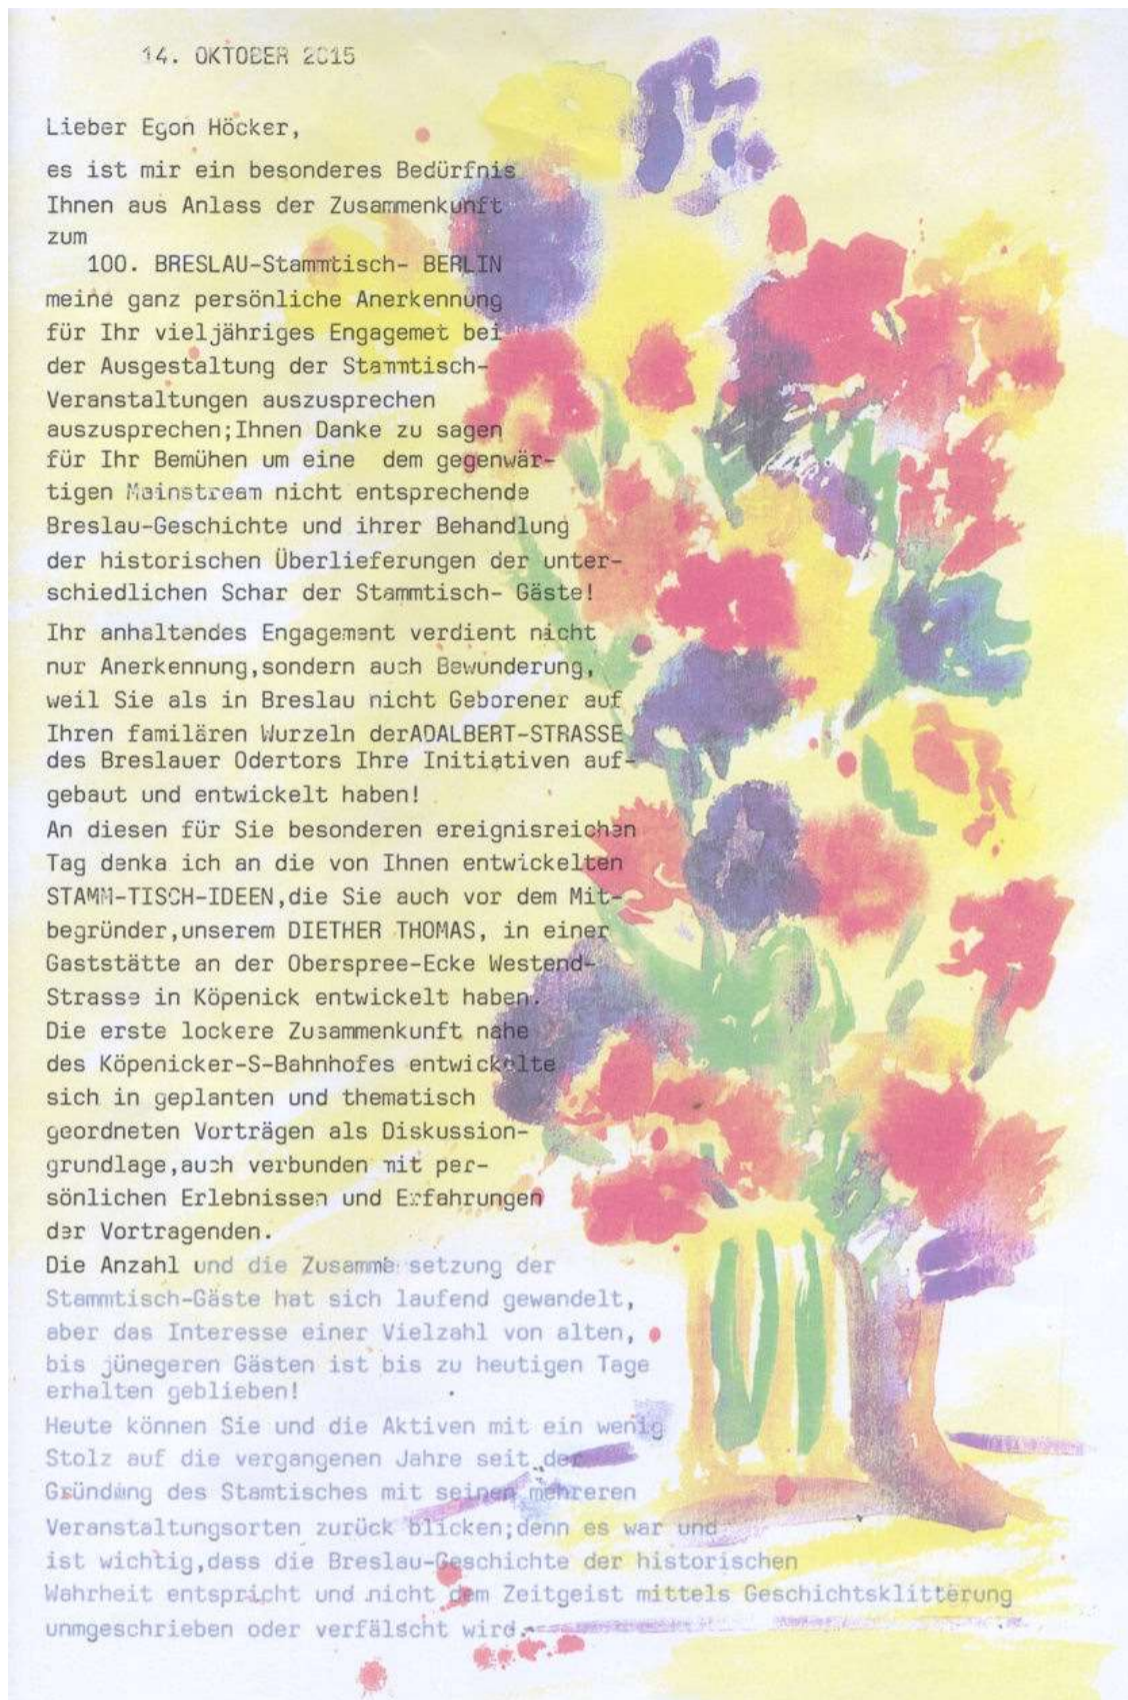 14. OKTOBER 2015
Lieber Egon Höcker,
es ist mir ein besonderes Bedürfnis
Ihnen aus Anlass der Zusammenkunft
zum
100. BRESLAU-Stammtisch- BERLIN
meine ganz persönliche Anerkennung
für Ihr vieljähriges Engagemet bei
der Ausgestaltung der Stammtisch-
Veranstaltungen auszusprechen
auszusprechen;Ihnen Danke zu sagen
für Ihr Bemühen um eine dem gegenwär-
tigen Mainstream nicht entsprechende
Breslau-Geschichte und ihrer Behandlung
der historischen Überlieferungen der unter-
schiedlichen Schar der Stammtisch- Gäste!
Ihr anhaltendes Engagement verdient nicht
nur Anerkennung,sondern auch Bewunderung,
weil Sie als in Breslau nicht Geborener auf
Ihren familären Wurzeln derADALBERT-STRASSE
des Breslauer Odertors Ihre Initiativen auf-
gebaut und entwickelt haben!
An diesen für Sie besonderen ereignisreichen
Tag denka ich an die von Ihnen entwickelten
STAMM-TISCH-IDEEN,die Sie auch vor dem Mit-
begründer,unserem DIETHER THOMAS, in einer
Gaststätte an der Oberspree-Ecke Westend-
Strasse in Köpenick entwickelt haben.
Die erste lockere Zusammenkunft nahe
des Köpenicker-S-Bahnhofes entwickelte
sich in geplanten und thematisch
geordneten Vorträgen als Diskussion-
grundlage,auch verbunden mit per-
sönlichen Erlebnissen und Erfahrungen
der Vortragenden.
Die Anzahl und die Zusamme setzung der
Stammtisch-Gäste hat sich laufend gewandelt,
aber das Interesse einer Vielzahl von alten,
bis jünegeren Gästen ist bis zu heutigen Tage
erhalten geblieben!
Heute können Sie und die Aktiven mit ein wenig
Stolz auf die vergangenen Jahre seit der
Gründung des Stamtisches mit seinen mehreren
Veranstaltungsorten zurück blicken;denn es war und
ist wichtig,dass die Breslau-Geschichte der historischen
Wahrheit entspricht und nicht dem Zeitgeist mittels Geschichtsklitterung
unmgeschrieben oder verfälscht wird.